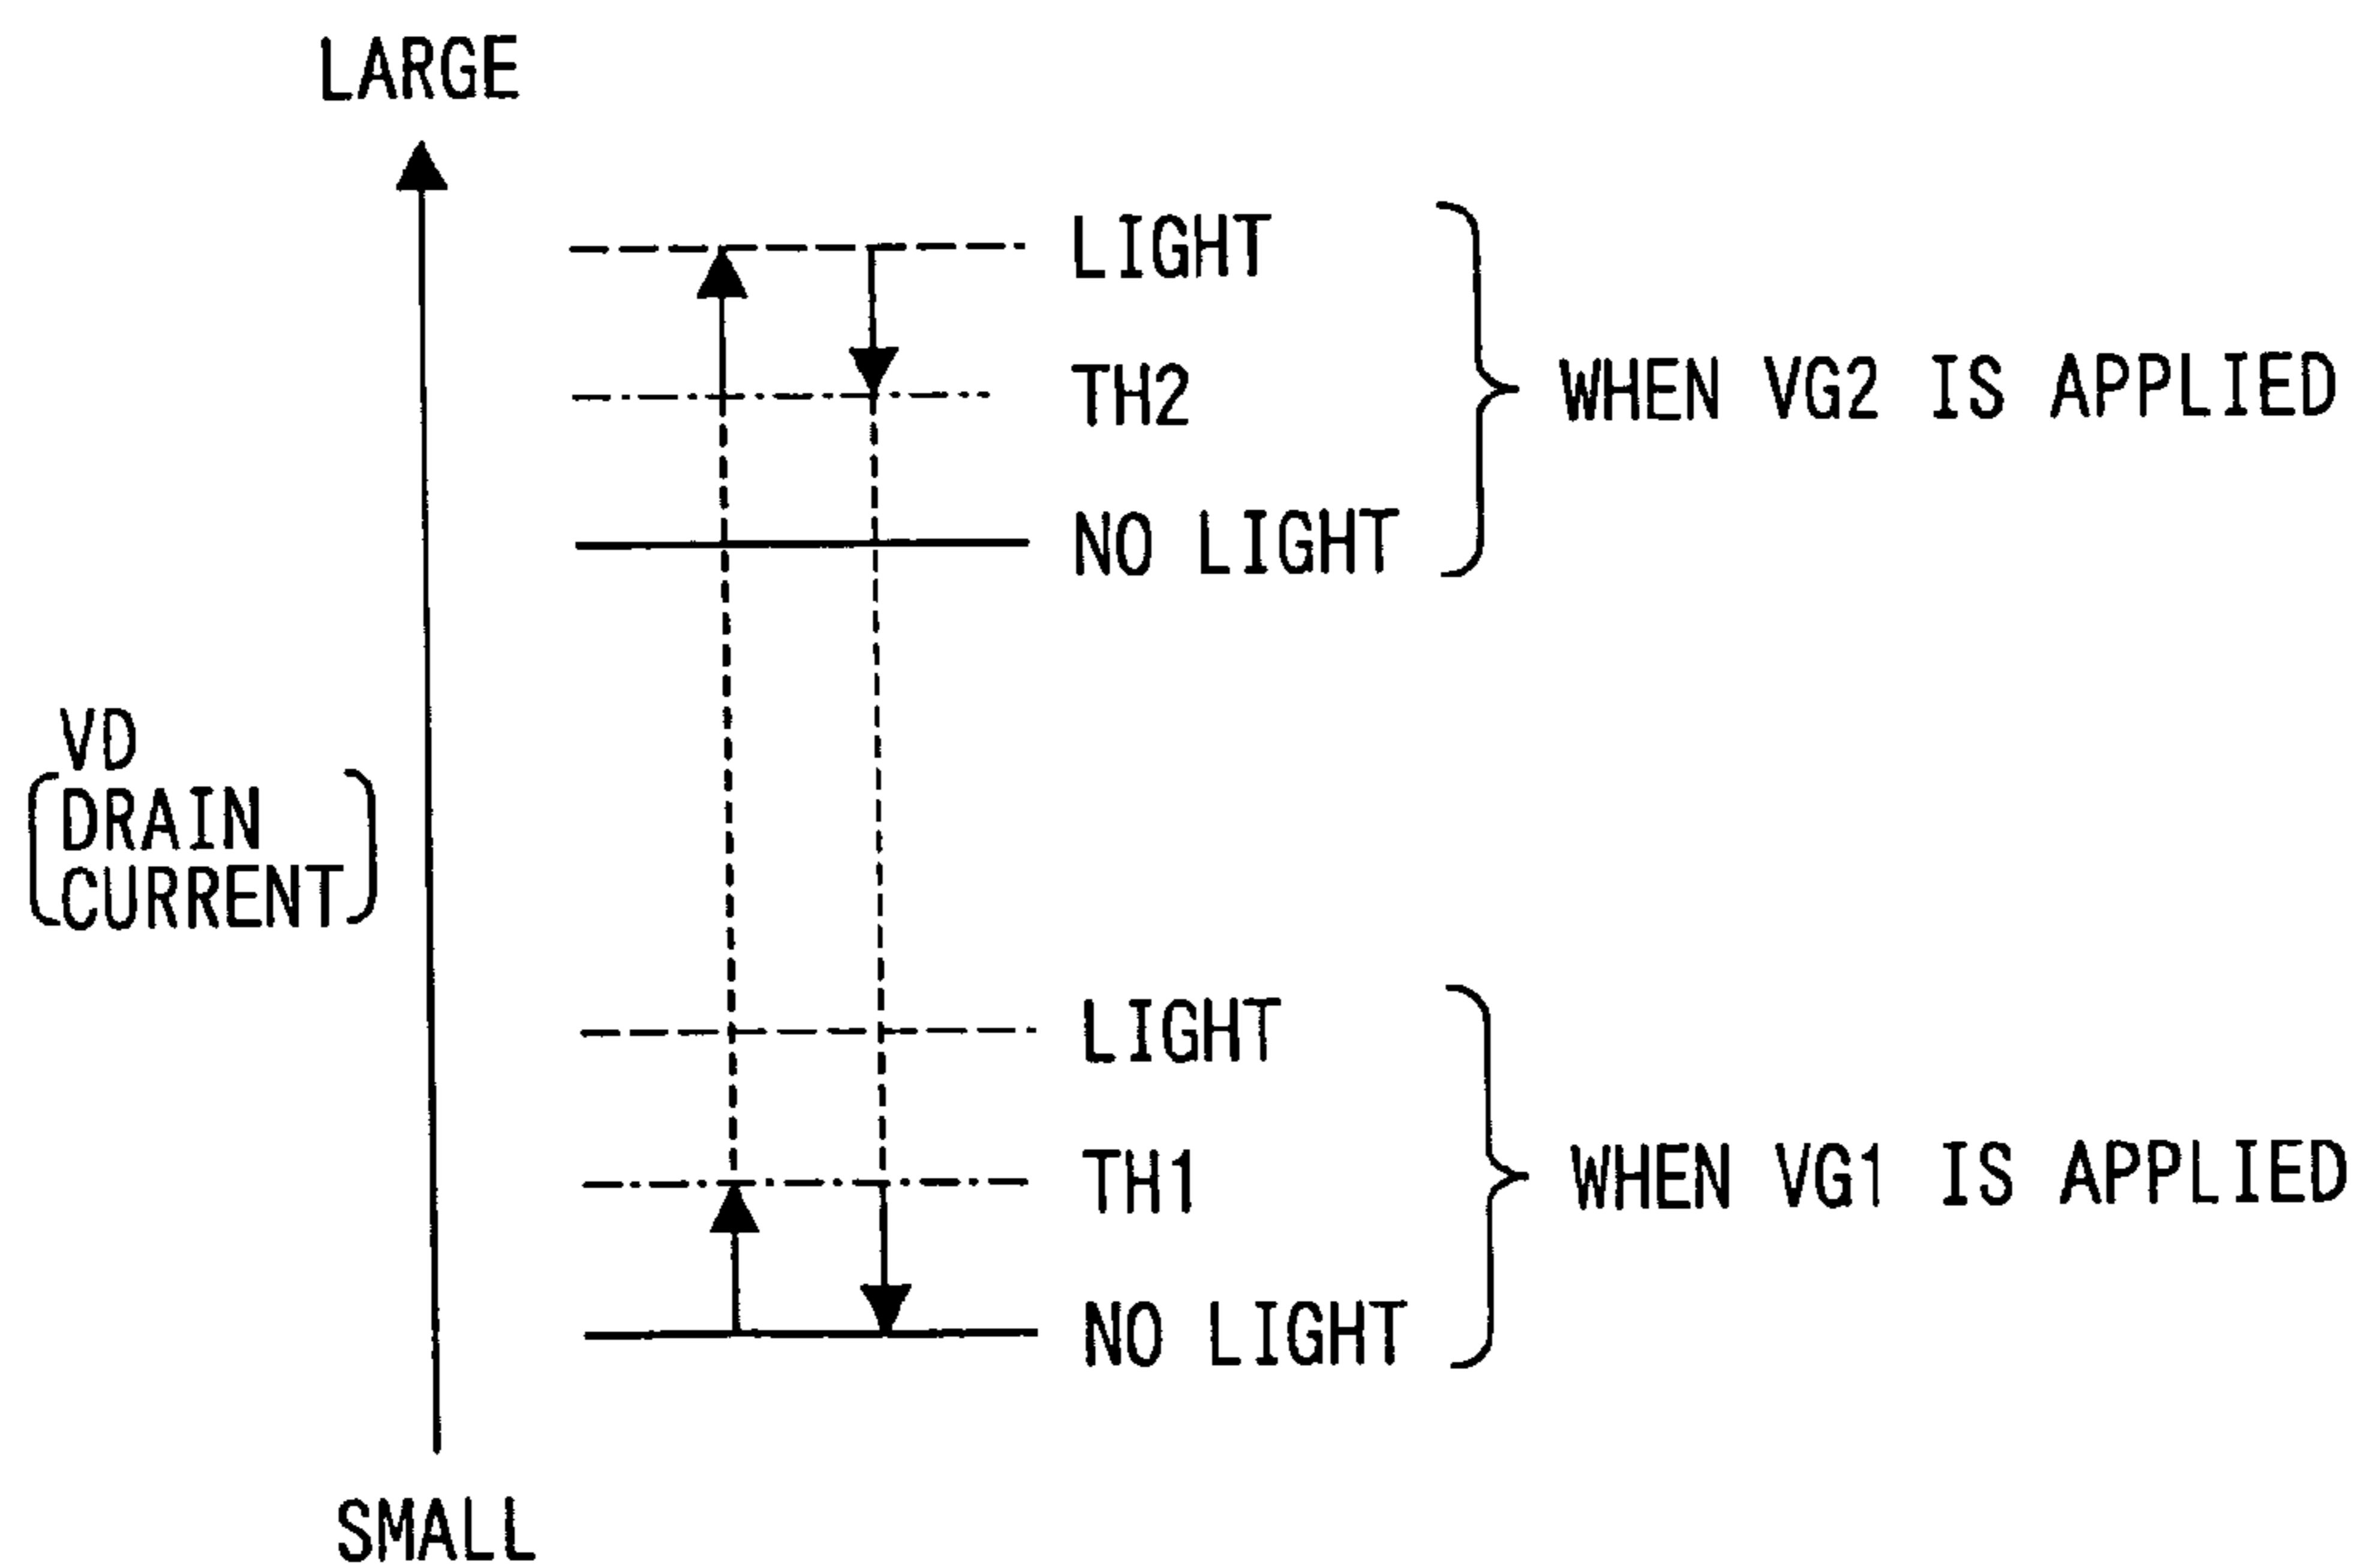 LARGE
LIGHT
TH2
WHEN VG2 IS APPLIED
NO LIGHT
VD
DRAIN
CURRENT
LIGHT
TH1
WHEN VG1 IS APPLIED
NO LIGHT
SMALL